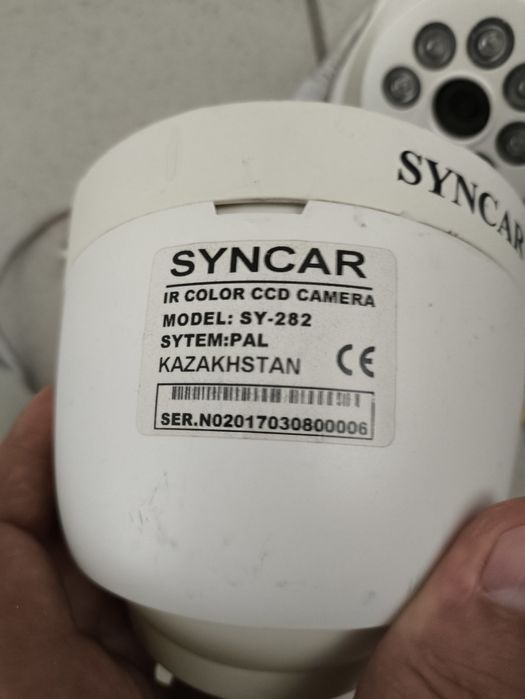 SYNCAR
SYNCAR
IR COLOR CCD CAMERA
MODEL: SY-282
SYTEM:PAL
KAZAKHSTAN CE
SER.N02017030800006